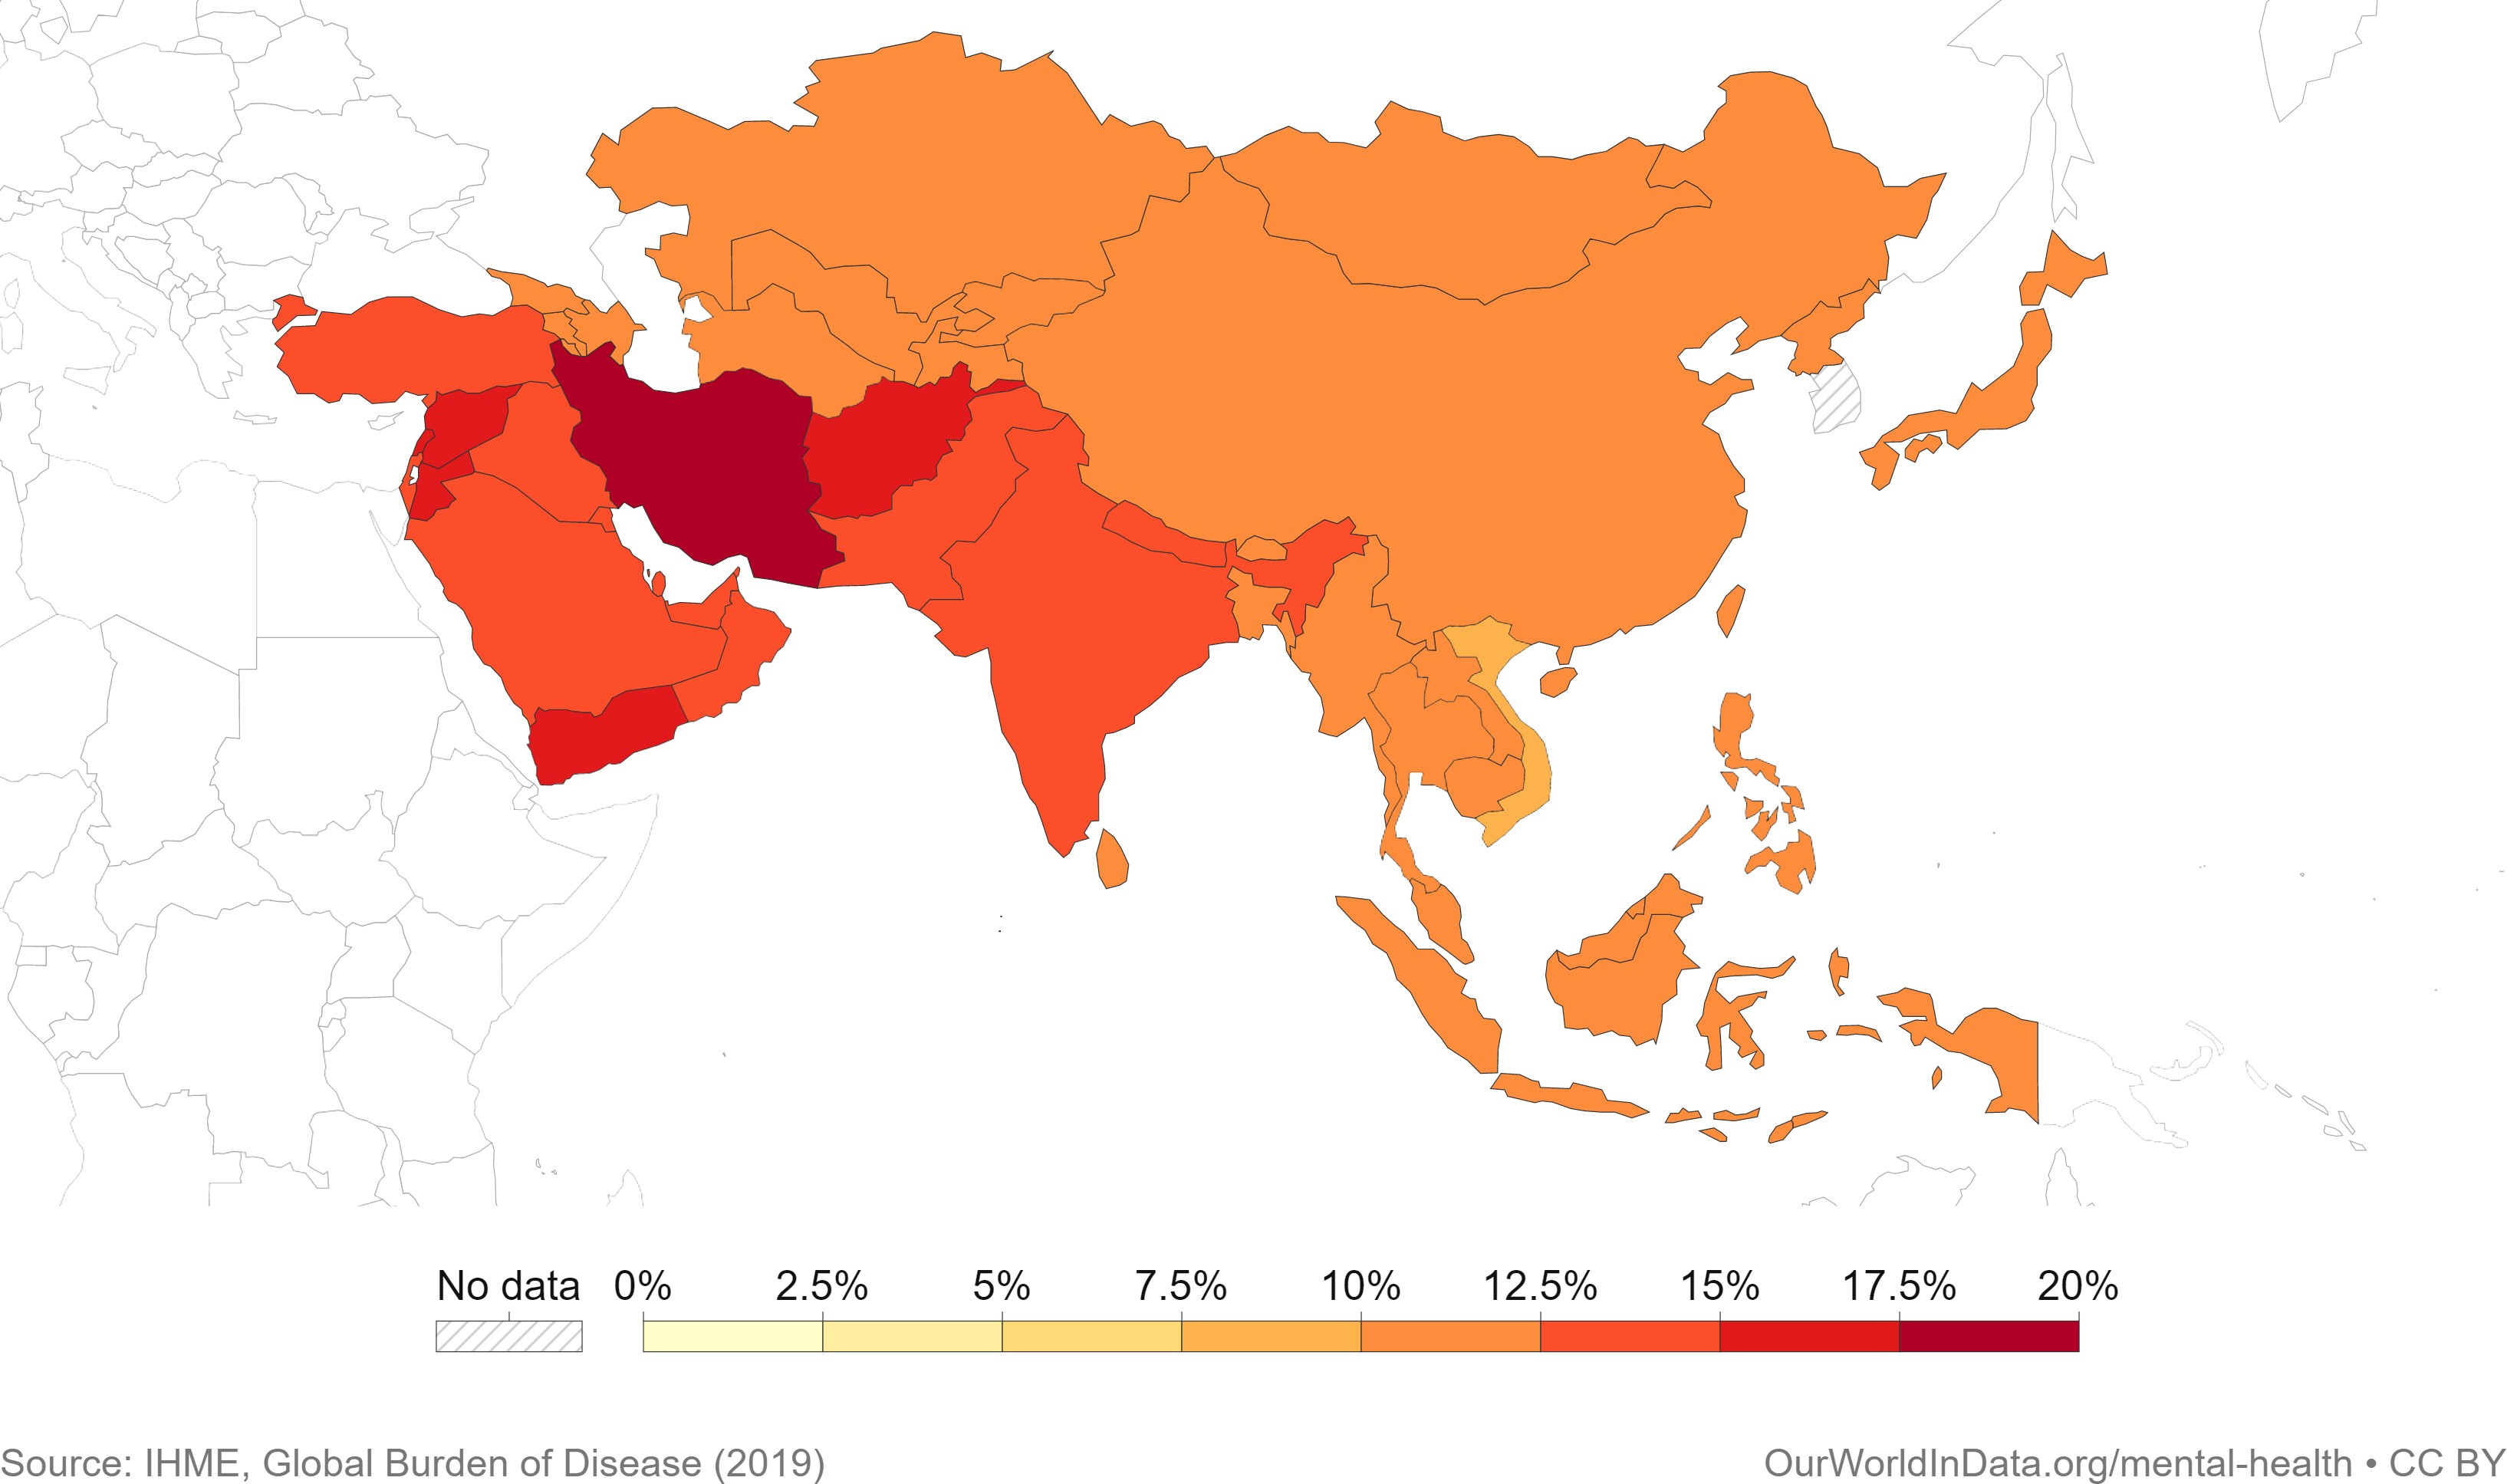 No data 0% 2.5% 5% 7.5% 10% 12.5% 15% 17.5% 20%
Source: IHME, Global Burden of Disease (2019) OurWorldInData.org/mental-health • CC BY